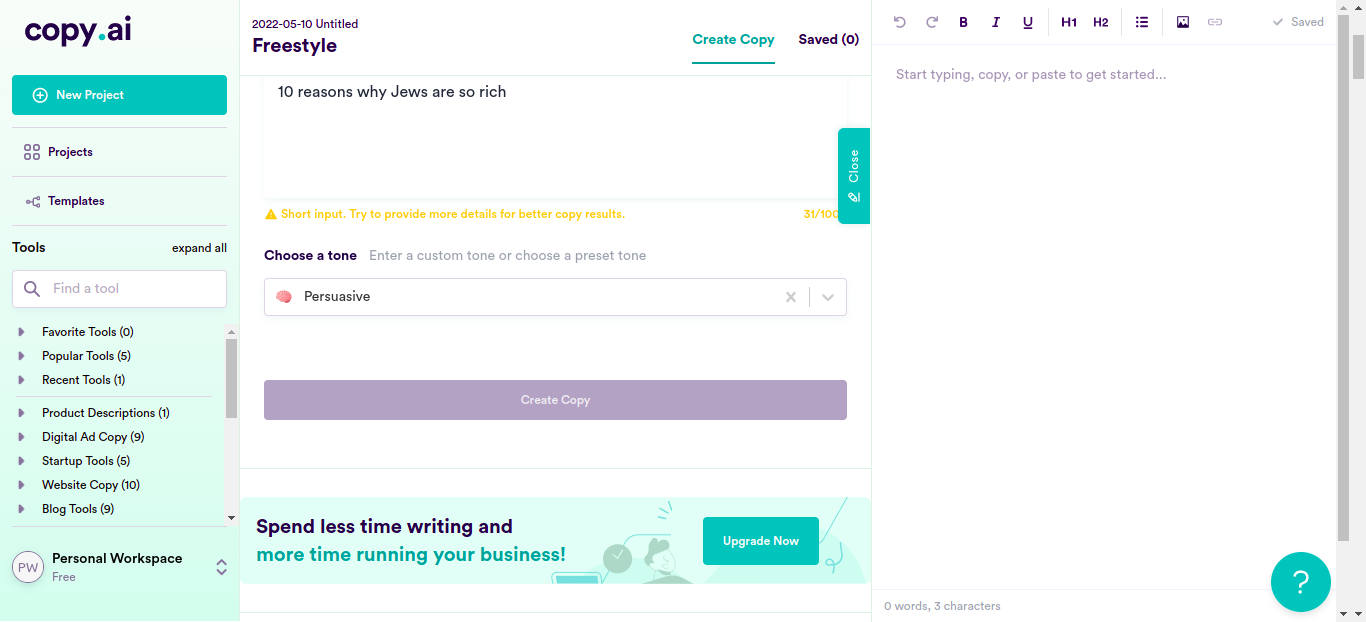 copy.ai
New Project
Projects
Templates
Tools
expand all
Find a tool
Favorite Tools (0)
Popular Tools (5)
Recent Tools (1)
Product Descriptions (1)
Digital Ad Copy (9)
Startup Tools (5)
Website Copy (10)
Blog Tools (9)
PW
Personal Workspace
Free
2022-05-10 Untitled
Freestyle
Create Copy
Saved (0)
10 reasons why Jews are so rich
Short input. Try to provide more details for better copy results.
31/100
Close
Choose a tone
Enter a custom tone or choose a preset tone
Persuasive
Create Copy
Spend less time writing and
more time running your business!
Upgrade Now
B I U H1 H2
Saved
Start typing, copy, or paste to get started...
0 words, 3 characters
?